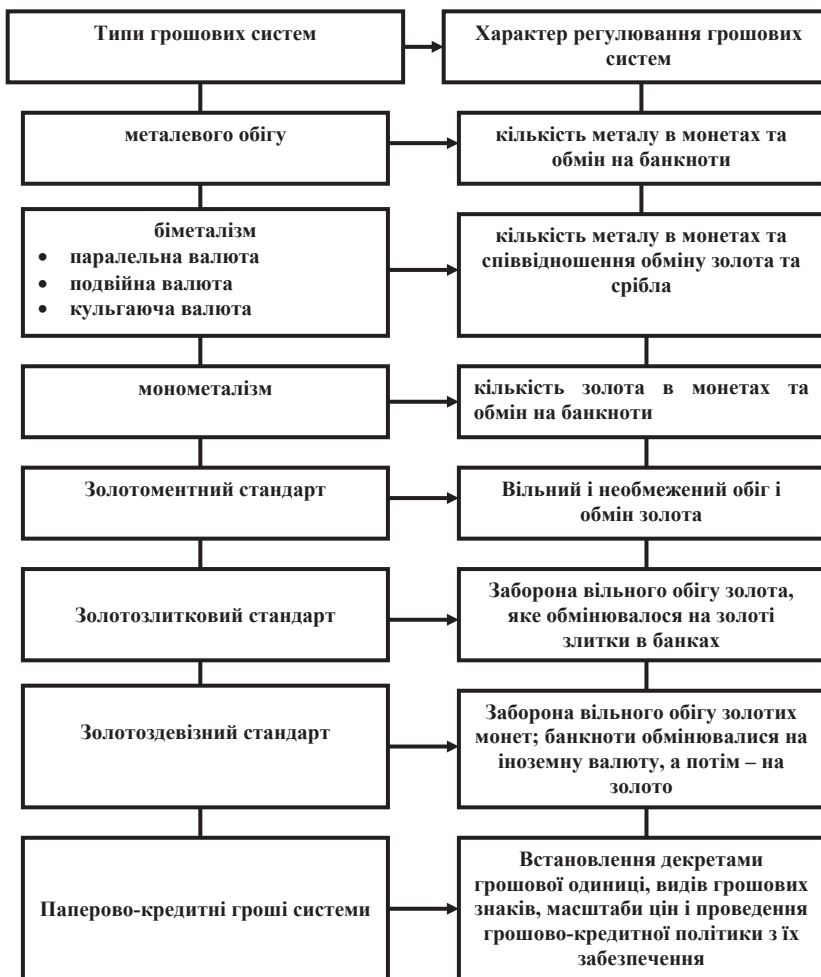 Типи грошових систем
Характер регулювання грошових
систем
металевого обігу
кількість металу в монетах та
обмін на банкноти
біметалізм
• паралельна валюта
• подвійна валюта
• кульгаюча валюта
кількість металу в монетах та
співвідношення обміну золота та
срібла
монометалізм
кількість золота в монетах та
обмін на банкноти
Золотоментний стандарт
Вільний і необмежений обіг і
обмін золота
Золотозлитковий стандарт
Заборона вільного обігу золота,
яке обмінювалося на золоті
злитки в банках
Золотоздевізний стандарт
Заборона вільного обігу золотих
монет; банкноти обмінювалися на
іноземну валюту, а потім – на
золото
Паперово-кредитні гроші системи
Встановлення декретами
грошової одиниці, видів грошових
знаків, масштаби цін і проведення
грошово-кредитної політики з їх
забезпечення